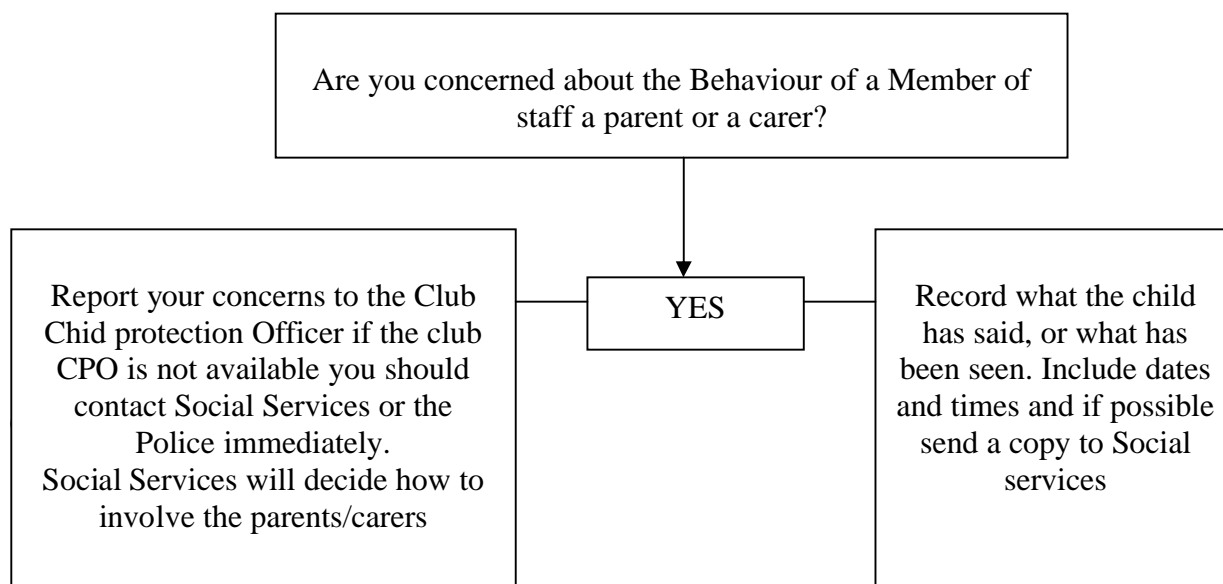 Are you concerned about the Behaviour of a Member of
staff a parent or a carer?
YES
Report your concerns to the Club
Chid protection Officer if the club
CPO is not available you should
contact Social Services or the
Police immediately.
Social Services will decide how to
involve the parents/carers
Record what the child
has said, or what has
been seen. Include dates
and times and if possible
send a copy to Social
services